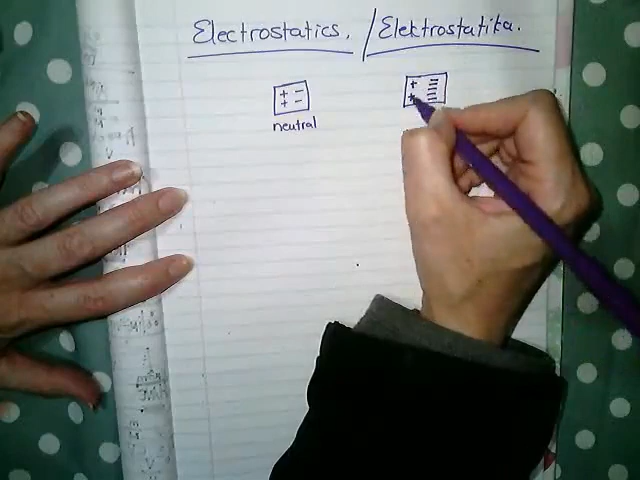 Electrostatics. / Elektrostatika.
+ -
+ -
neutral
+
+